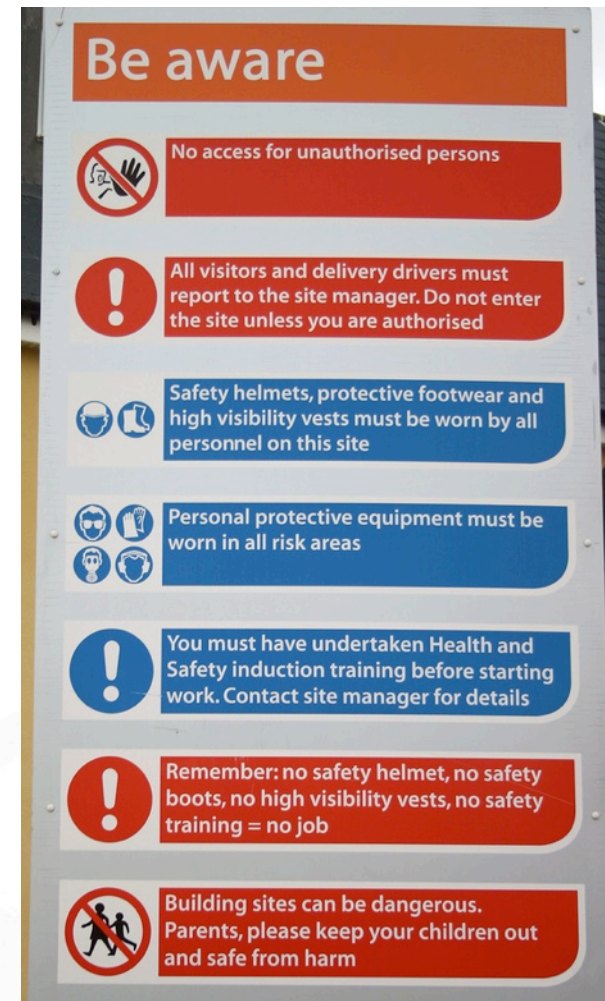 Be aware
No access for unauthorised persons
All visitors and delivery drivers must
report to the site manager. Do not enter
the site unless you are authorised
Safety helmets, protective footwear and
high visibility vests must be worn by all
personnel on this site
Personal protective equipment must be
worn in all risk areas
You must have undertaken Health and
Safety induction training before starting
work. Contact site manager for details
Remember: no safety helmet, no safety
boots, no high visibility vests, no safety
training = no job
Building sites can be dangerous.
Parents, please keep your children out
and safe from harm